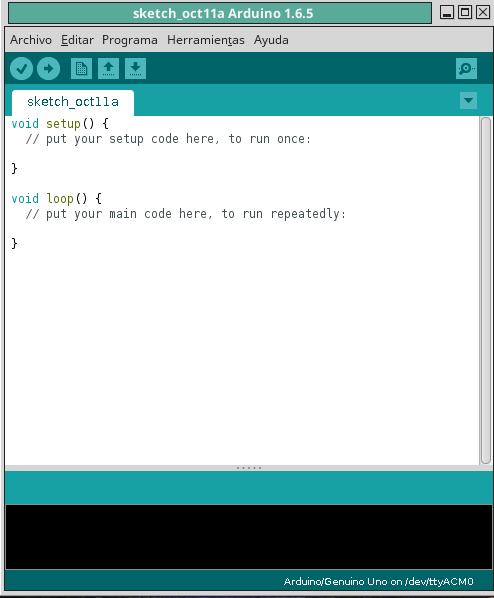 sketch_oct11a Arduino 1.6.5
Archivo Editar Programa Herramientas Ayuda
sketch_oct11a
void setup() {
  // put your setup code here, to run once:

}

void loop() {
  // put your main code here, to run repeatedly:

}
Arduino/Genuino Uno on /dev/ttyACM0